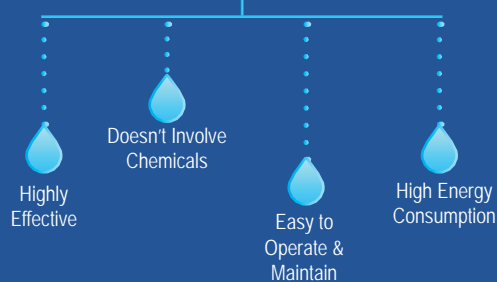 Highly
Effective
Doesn't Involve
Chemicals
Easy to
Operate &
Maintain
High Energy
Consumption